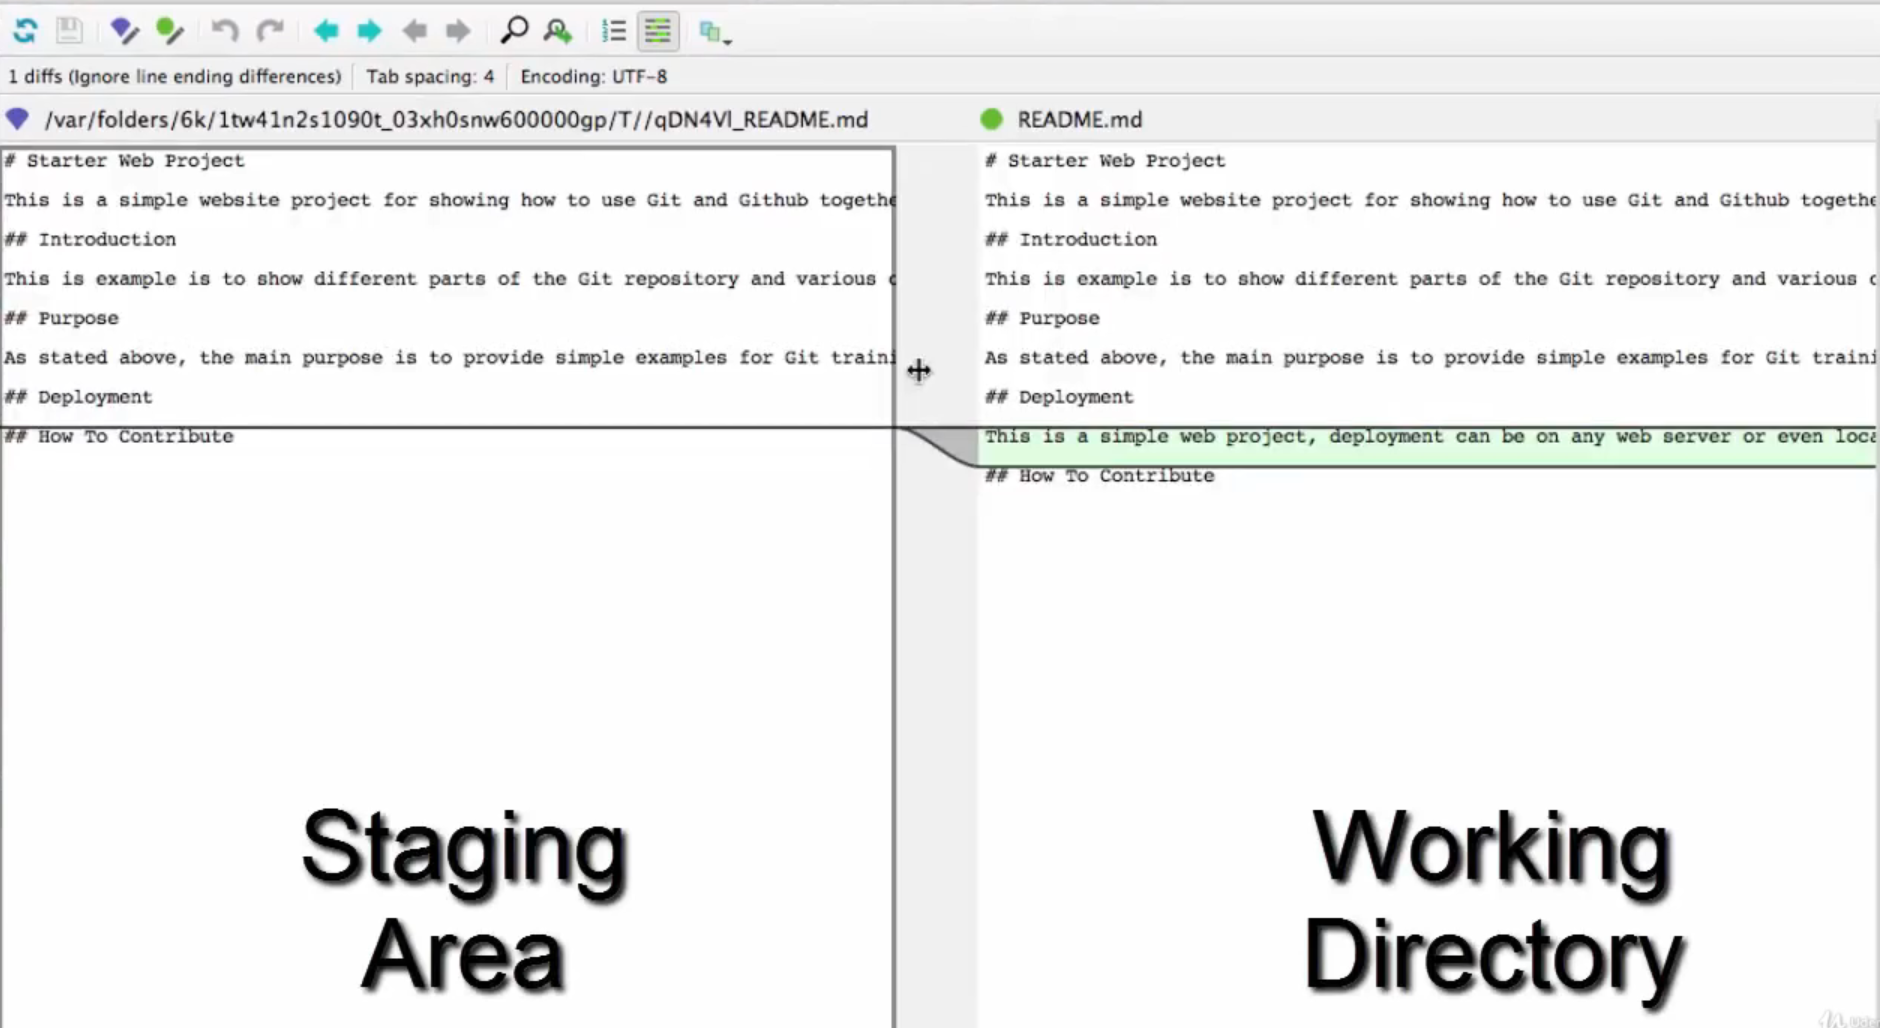 1 diffs (Ignore line ending differences) Tab spacing: 4 Encoding: UTF-8
/var/folders/6k/1tw41n2s1090t_03xh0snw600000gp/T//qDN4Vl_README.md
# Starter Web Project
This is a simple website project for showing how to use Git and Github togethe
## Introduction
This is example is to show different parts of the Git repository and various
## Purpose
As stated above, the main purpose is to provide simple examples for Git traini
## Deployment
## How To Contribute
Staging
Area
README.md
# Starter Web Project
This is a simple website project for showing how to use Git and Github togethe
## Introduction
This is example is to show different parts of the Git repository and various
## Purpose
As stated above, the main purpose is to provide simple examples for Git traini
## Deployment
This is a simple web project, deployment can be on any web server or even loca
## How To Contribute
Working
Directory